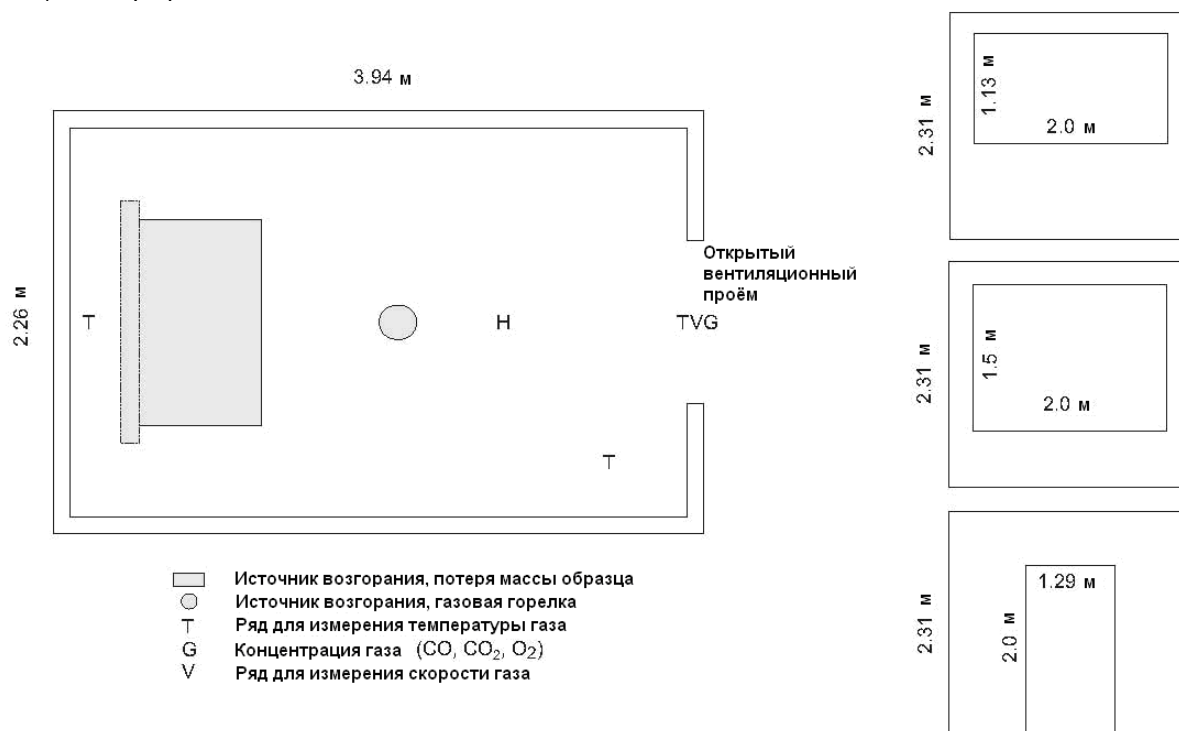 3.94 м
2.26 м
T
H
TVG
T
Открытый
вентиляционный
проём
Источник возгорания, потеря массы образца
Источник возгорания, газовая горелка
T Ряд для измерения температуры газа
G Концентрация газа (CO, CO₂, O₂)
V Ряд для измерения скорости газа
2.31 м
1.13 м
2.0 м
2.31 м
1.5 м
2.0 м
2.31 м
1.29 м
2.0 м